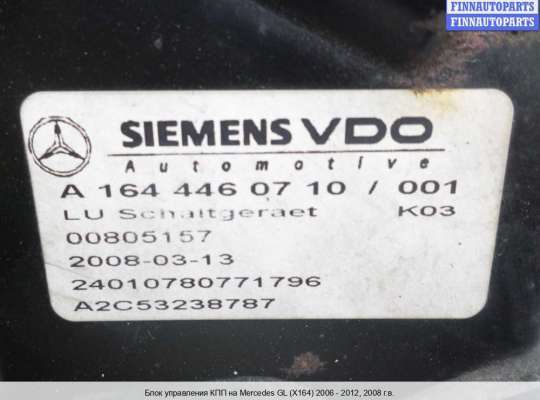 FINNAUTOPARTS
FINNAUTOPARTS
SIEMENS VDO
Automotive
A 164 446 07 10 / 001
LU Schaltgeraet K03
00805157
2008-03-13
24010780771796
A2C53238787
Блок управления КПП на Mercedes GL (X164) 2006 - 2012, 2008 г.в.